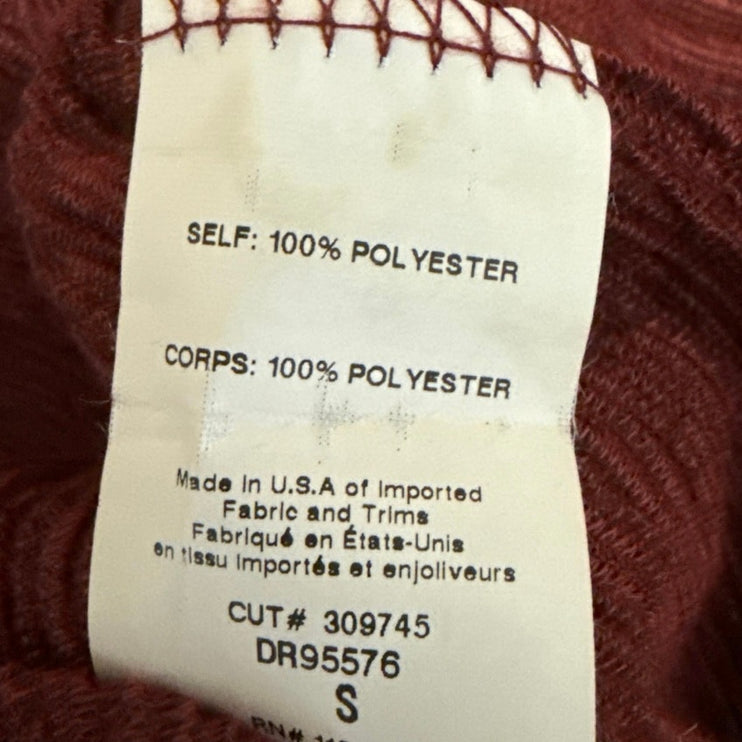 SELF: 100% POLYESTER
CORPS: 100% POLYESTER
Made in U.S.A of Imported
Fabric and Trims
Fabriqué en États-Unis
en tissu importés et enjoliveurs
CUT# 309745
DR95576
S
RN#